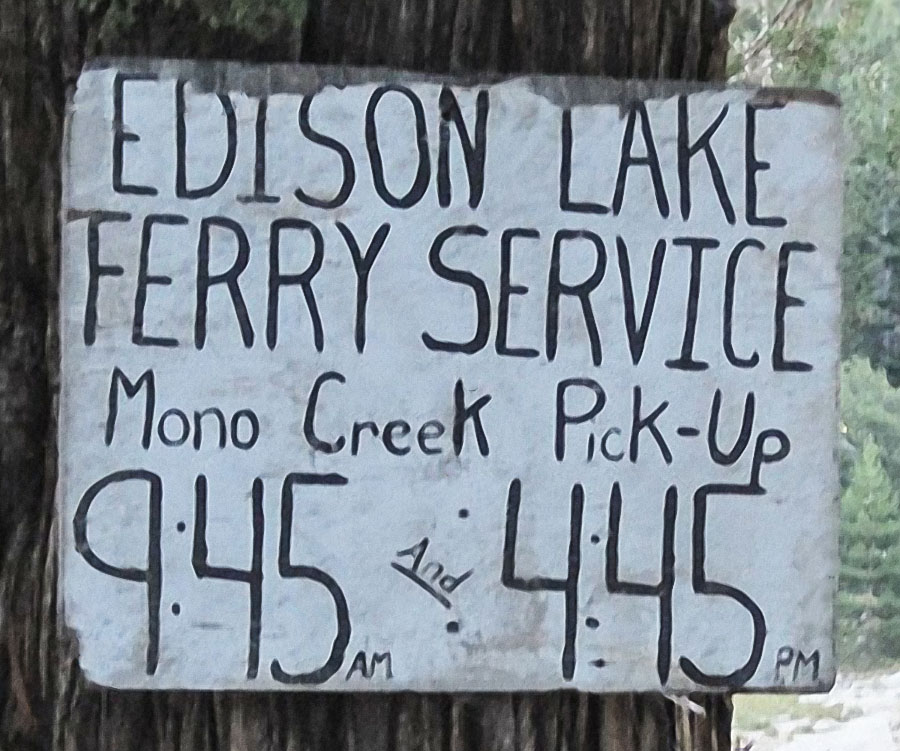 EDISON LAKE
FERRY SERVICE
Mono Creek Pick-Up
9:45 AM And 4:45 PM